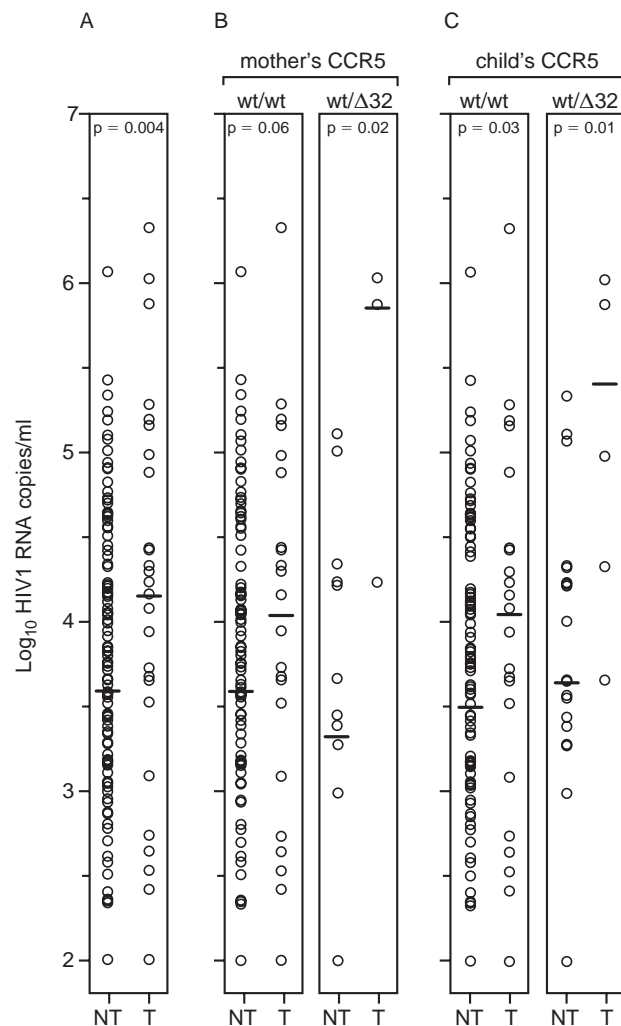 A B C
mother's CCR5 child's CCR5
wt/wt wt/Δ32 wt/wt wt/Δ32
p = 0.004 p = 0.06 p = 0.02 p = 0.03 p = 0.01
Log₁₀ HIV1 RNA copies/ml
7
6
5
4
3
2
NT T NT T NT T NT T NT T